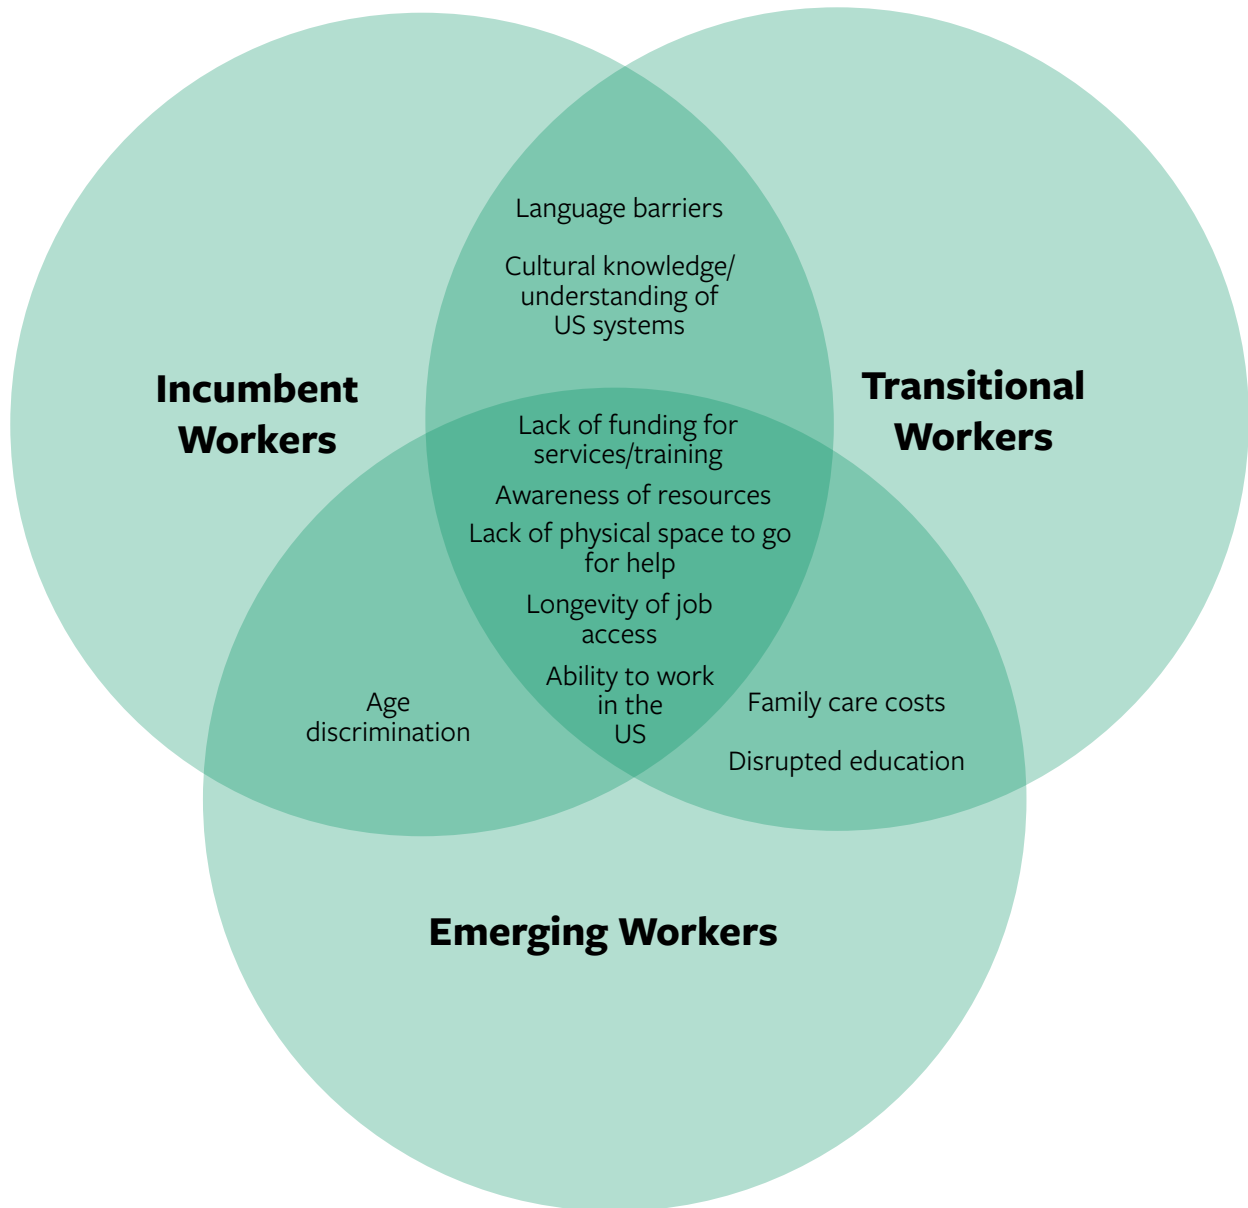 Language barriers
Cultural knowledge/
understanding of
US systems
Incumbent
Workers
Transitional
Workers
Lack of funding for
services/training
Awareness of resources
Lack of physical space to go
for help
Longevity of job
access
Ability to work
in the
US
Age
discrimination
Family care costs
Disrupted education
Emerging Workers